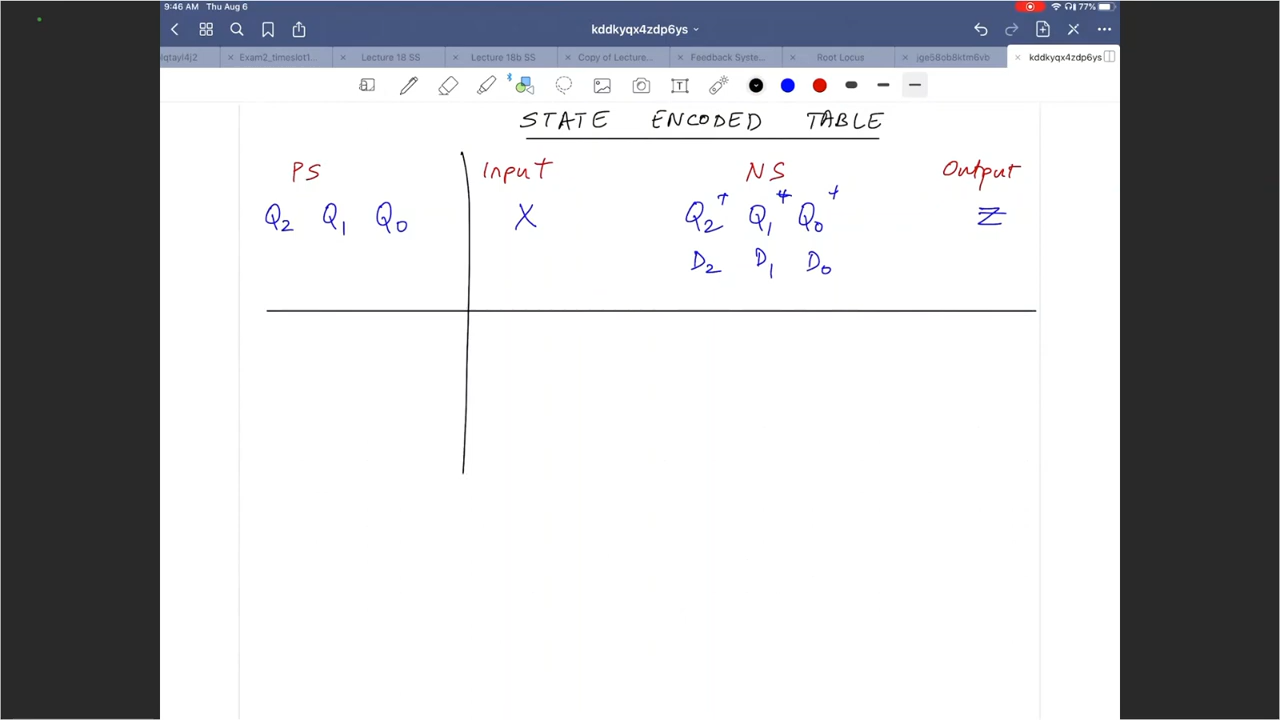 9:46 AM Thu Aug 6 77%
kddkyqx4zdp6ys
lqtayl4j2 Exam2_timeslot1... Lecture 18 SS Lecture 18b SS Copy of Lecture... Feedback Syste... Root Locus jge58ob8ktm6vb kddkyqx4zdp6ys
STATE ENCODED TABLE
PS Input NS Output
Q2 Q1 Q0 X Q2+ Q1+ Q0+ Z
D2 D1 D0